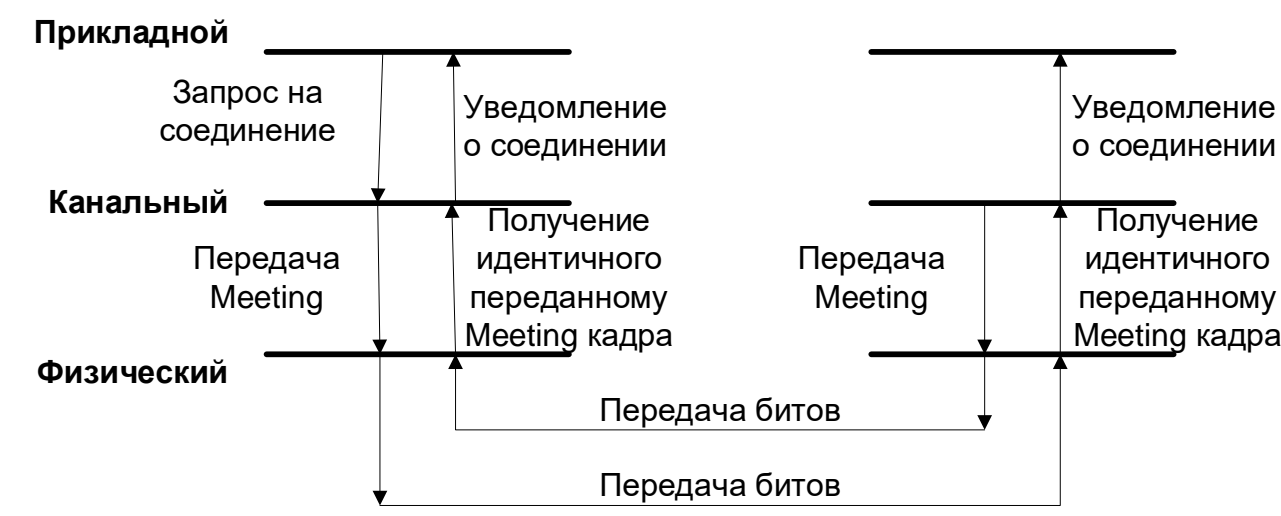 Прикладной
Запрос на
соединение
Уведомление
о соединении
Уведомление
о соединении
Канальный
Передача
Meeting
Получение
идентичного
переданному
Meeting кадра
Передача
Meeting
Получение
идентичного
переданному
Meeting кадра
Физический
Передача битов
Передача битов